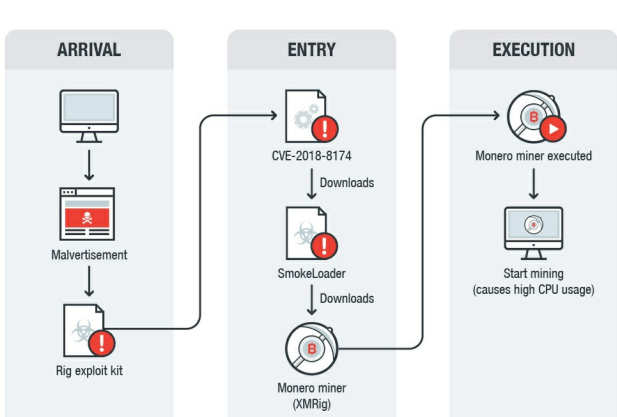 ARRIVAL
Malvertisement
Rig exploit kit
ENTRY
CVE-2018-8174
Downloads
SmokeLoader
Downloads
Monero miner
(XMRig)
EXECUTION
Monero miner executed
Start mining
(causes high CPU usage)